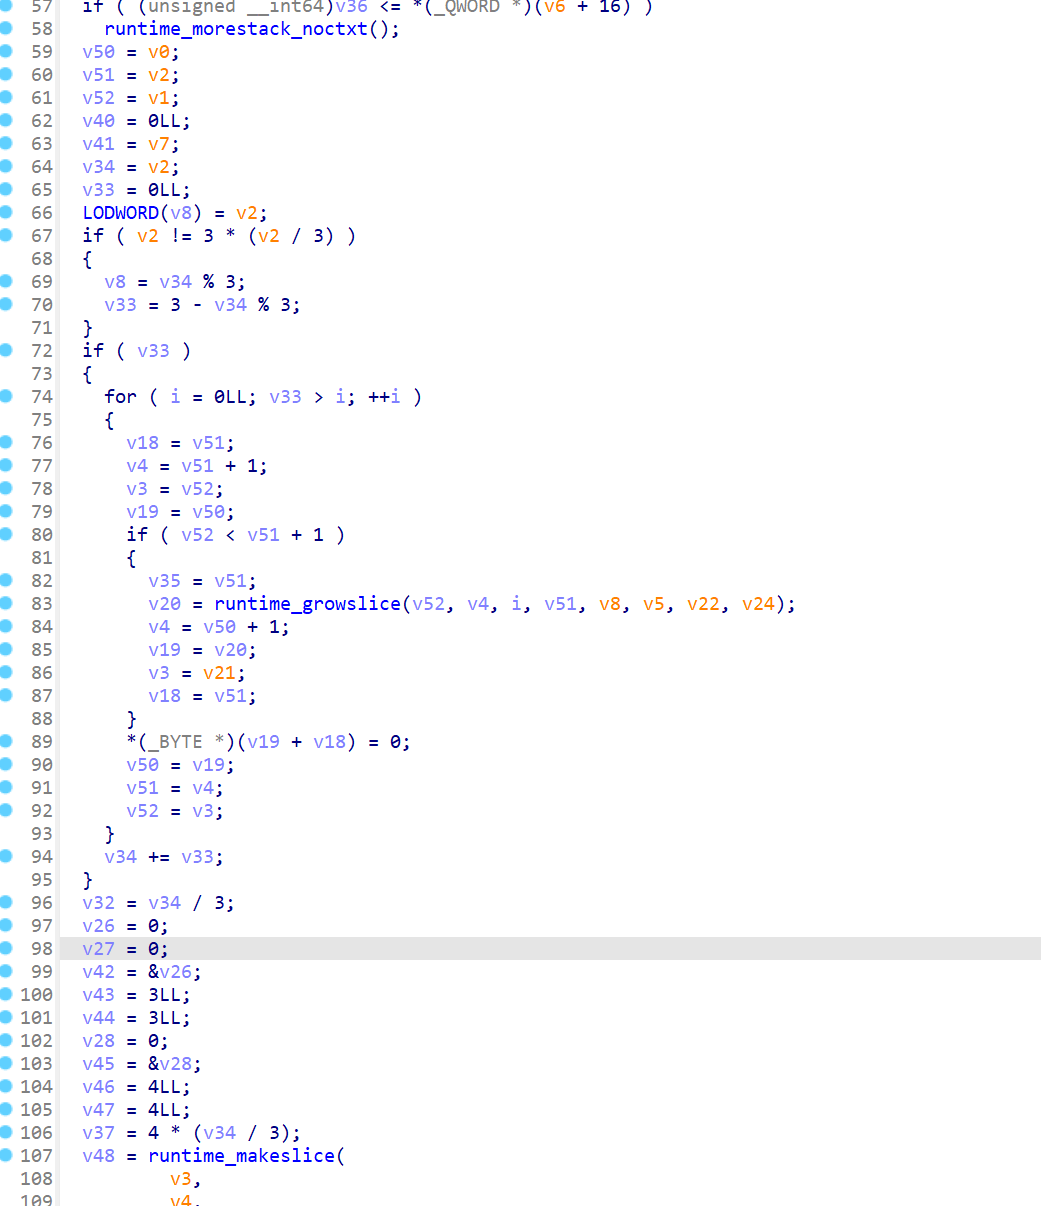 57 if ( (unsigned __int64)v36 <= *(_QWORD *)(v6 + 16) )
58 runtime_morestack_noctxt();
59 v50 = v0;
60 v51 = v2;
61 v52 = v1;
62 v40 = 0LL;
63 v41 = v7;
64 v34 = v2;
65 v33 = 0LL;
66 LODWORD(v8) = v2;
67 if ( v2 != 3 * (v2 / 3) )
68 {
69 v8 = v34 % 3;
70 v33 = 3 - v34 % 3;
71 }
72 if ( v33 )
73 {
74 for ( i = 0LL; v33 > i; ++i )
75 {
76 v18 = v51;
77 v4 = v51 + 1;
78 v3 = v52;
79 v19 = v50;
80 if ( v52 < v51 + 1 )
81 {
82 v35 = v51;
83 v20 = runtime_growslice(v52, v4, i, v51, v8, v5, v22, v24);
84 v4 = v50 + 1;
85 v19 = v20;
86 v3 = v21;
87 v18 = v51;
88 }
89 *(_BYTE *)(v19 + v18) = 0;
90 v50 = v19;
91 v51 = v4;
92 v52 = v3;
93 }
94 v34 += v33;
95 }
96 v32 = v34 / 3;
97 v26 = 0;
98 v27 = 0;
99 v42 = &v26;
100 v43 = 3LL;
101 v44 = 3LL;
102 v28 = 0;
103 v45 = &v28;
104 v46 = 4LL;
105 v47 = 4LL;
106 v37 = 4 * (v34 / 3);
107 v48 = runtime_makeslice(
108 v3,
109 v4,